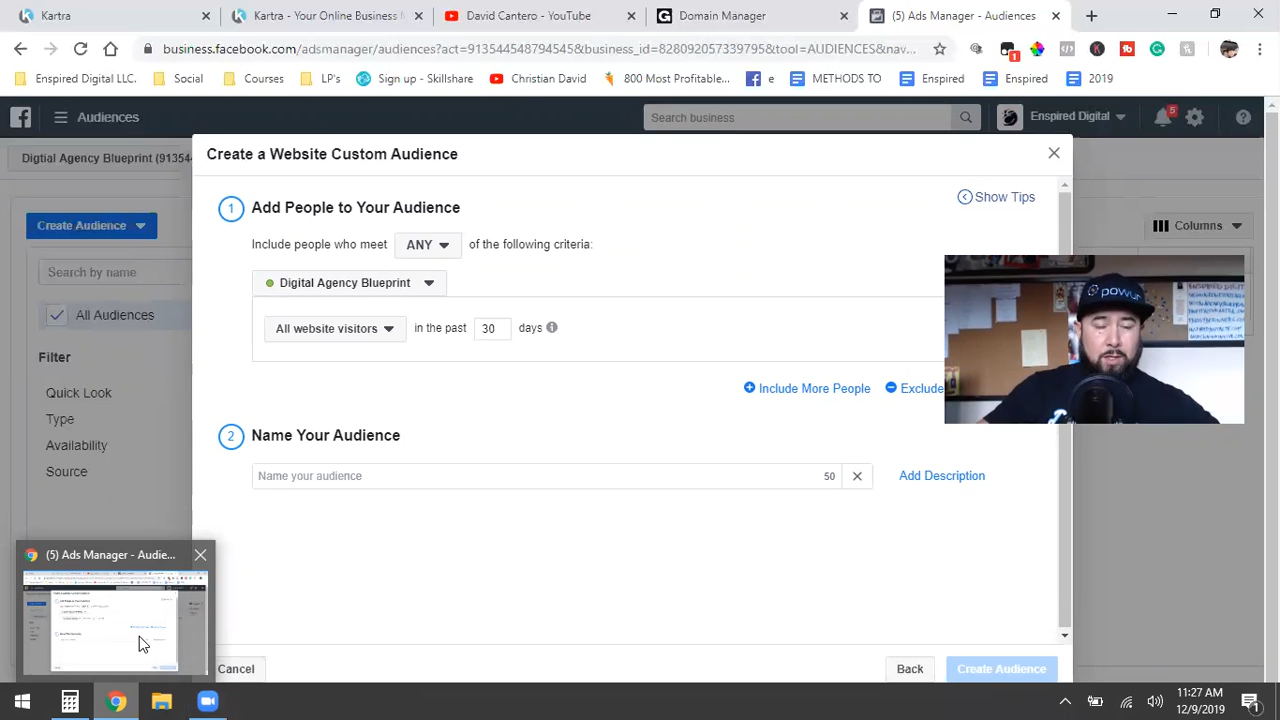 Kartra
Kartra - Your Online Business
David Cantero - YouTube
Domain Manager
(5) Ads Manager - Audiences
business.facebook.com/adsmanager/audiences?act=913544548794545&business_id=828092057339795&tool=AUDIENCES&nav...
Enspired Digital LLC.
Social
Courses
LP's
Sign up - Skillshare
Christian David
800 Most Profitable...
e
METHODS TO
Enspired
Enspired
2019
Audiences
Search business
Enspired Digital
5
Digtial Agency Blueprint (91354
Create a Website Custom Audience
Show Tips
1 Add People to Your Audience
Create Audience
Columns
Include people who meet ANY of the following criteria:
Search by name
Digital Agency Blueprint
All Audiences
All website visitors in the past 30 days
Filter
Quick Look
Include More People
Exclude
Type
2 Name Your Audience
Availability
Source
Name your audience 50
Add Description
(5) Ads Manager - Audie...
Cancel
Back
Create Audience
11:27 AM
12/9/2019
1
powur